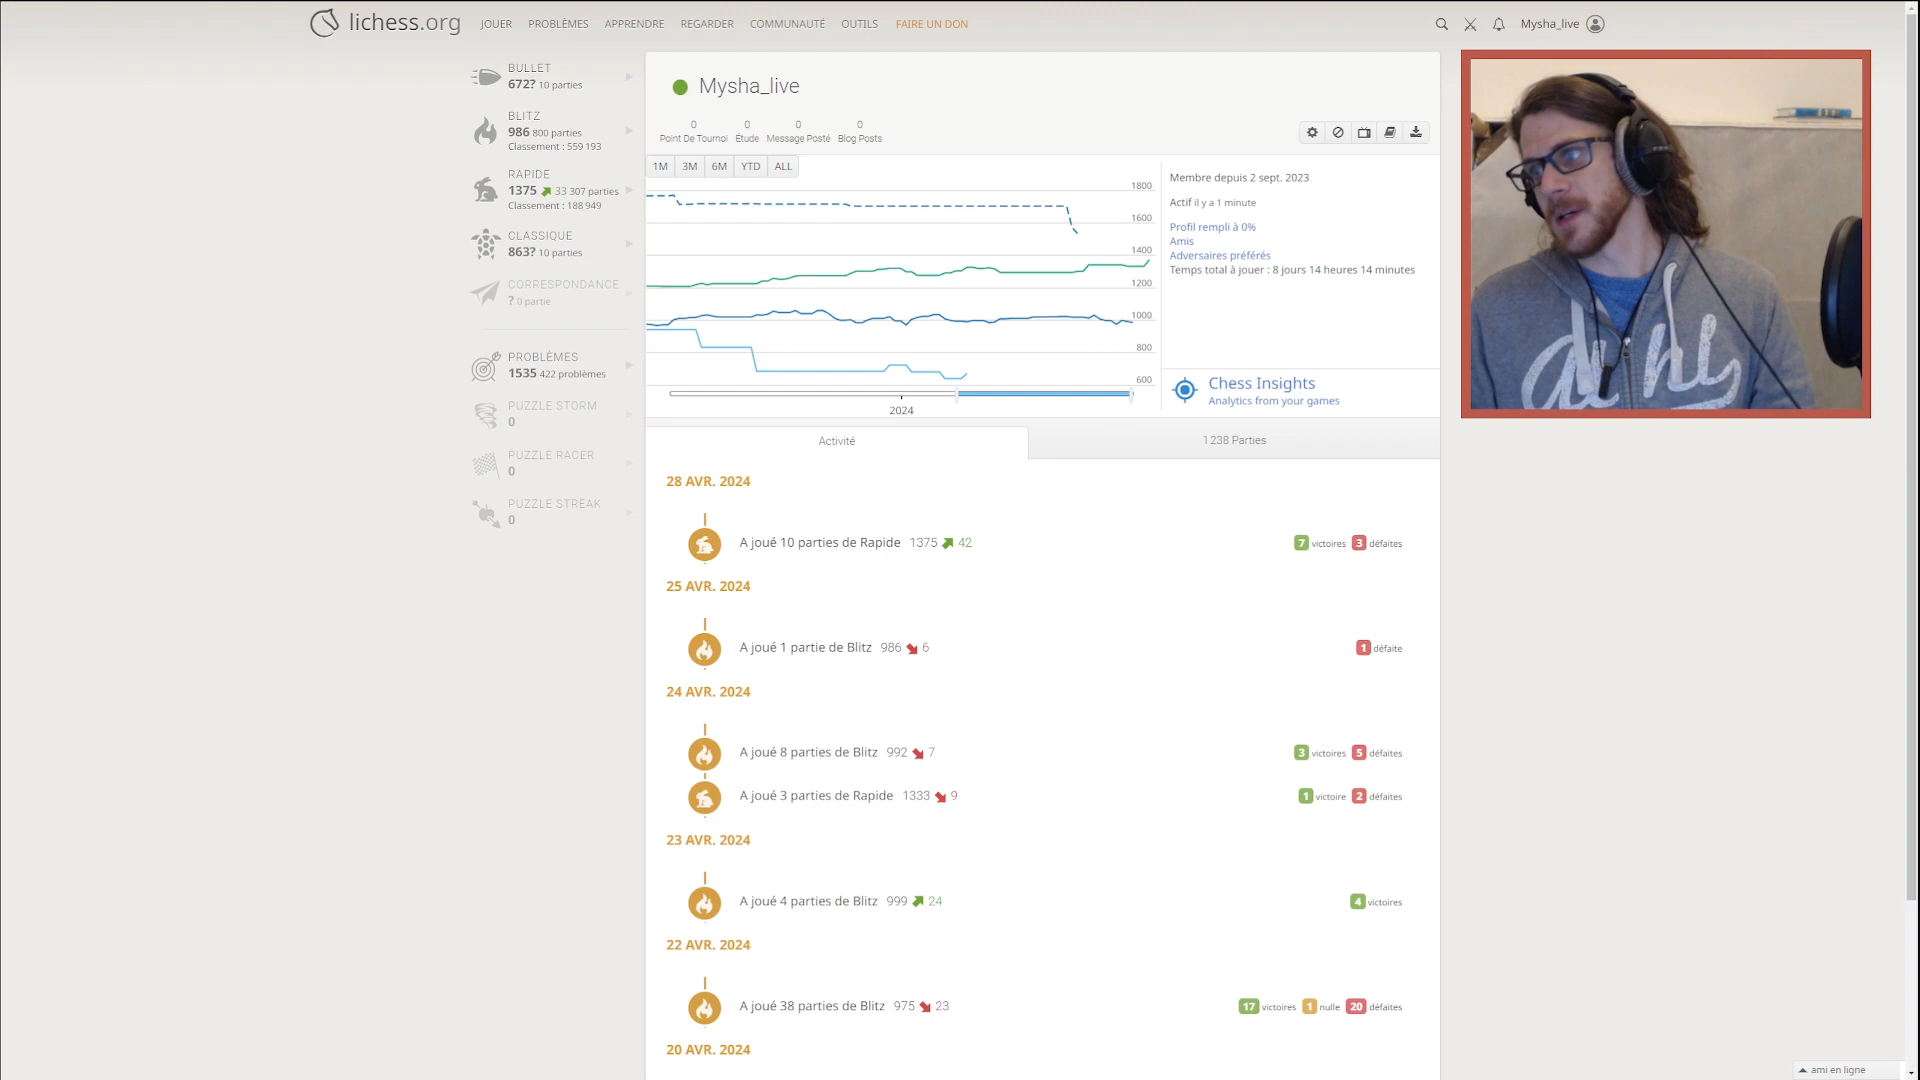 lichess.org
JOUER PROBLÈMES APPRENDRE REGARDER COMMUNAUTÉ OUTILS FAIRE UN DON
Mysha_live
BULLET
672? 10 parties
BLITZ
986 800 parties
Classement : 559 193
RAPIDE
1375 33 307 parties
Classement : 188 949
CLASSIQUE
863? 10 parties
CORRESPONDANCE
? 0 partie
PROBLÈMES
1535 422 problèmes
PUZZLE STORM
0
PUZZLE RACER
0
PUZZLE STREAK
0
Mysha_live
0 0 0 0
Point De Tournoi Étude Message Posté Blog Posts
1M 3M 6M YTD ALL
1800
1600
1400
1200
1000
800
600
2024
Membre depuis 2 sept. 2023
Actif il y a 1 minute
Profil rempli à 0%
Amis
Adversaires préférés
Temps total à jouer : 8 jours 14 heures 14 minutes
Chess Insights
Analytics from your games
Activité
1 238 Parties
28 AVR. 2024
A joué 10 parties de Rapide 1375 42 7 victoires 3 défaites
25 AVR. 2024
A joué 1 partie de Blitz 986 6 1 défaite
24 AVR. 2024
A joué 8 parties de Blitz 992 7 3 victoires 5 défaites
A joué 3 parties de Rapide 1333 9 1 victoire 2 défaites
23 AVR. 2024
A joué 4 parties de Blitz 999 24 4 victoires
22 AVR. 2024
A joué 38 parties de Blitz 975 23 17 victoires 1 nulle 20 défaites
20 AVR. 2024
ami en ligne